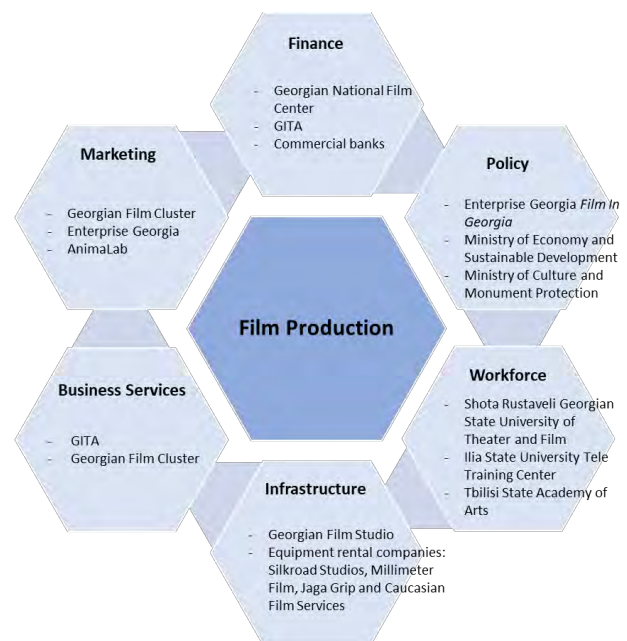 Finance
- Georgian National Film
Center
- GITA
- Commercial banks
Marketing
- Georgian Film Cluster
- Enterprise Georgia
- AnimaLab
Policy
- Enterprise Georgia Film In
Georgia
- Ministry of Economy and
Sustainable Development
- Ministry of Culture and
Monument Protection
Film Production
Business Services
- GITA
- Georgian Film Cluster
Workforce
- Shota Rustaveli Georgian
State University of
Theater and Film
- Ilia State University Tele
Training Center
- Tbilisi State Academy of
Arts
Infrastructure
- Georgian Film Studio
- Equipment rental companies:
Silkroad Studios, Millimeter
Film, Jaga Grip and Caucasian
Film Services